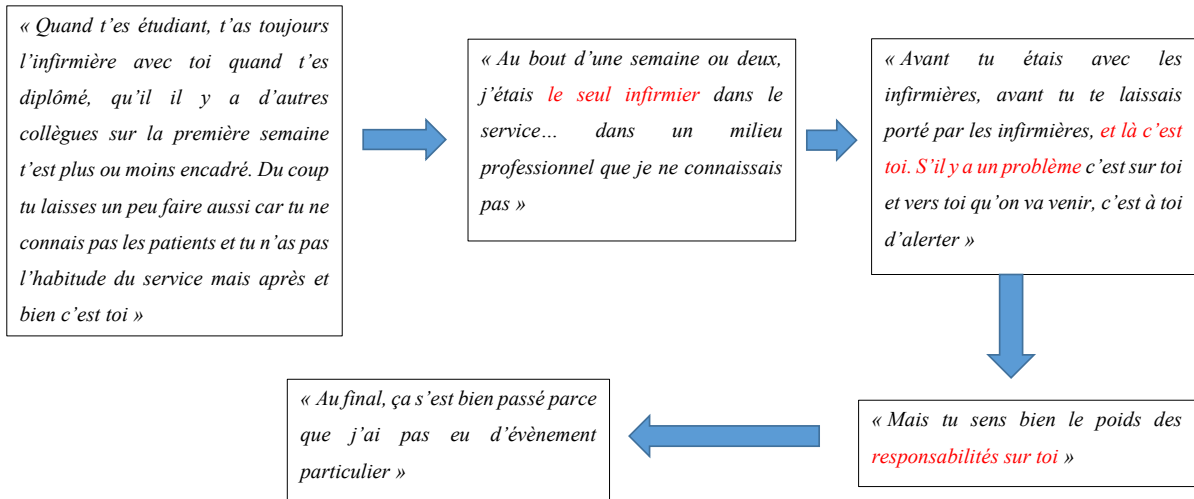 « Quand t'es étudiant, t'as toujours
l'infirmière avec toi quand t'es
diplômé, qu'il il y a d'autres
collègues sur la première semaine
t'est plus ou moins encadré. Du coup
tu laisses un peu faire aussi car tu ne
connais pas les patients et tu n'as pas
l'habitude du service mais après et
bien c'est toi »
« Au bout d'une semaine ou deux,
j'étais le seul infirmier dans le
service… dans un milieu
professionnel que je ne connaissais
pas »
« Avant tu étais avec les
infirmières, avant tu te laissais
porté par les infirmières, et là c'est
toi. S'il y a un problème c'est sur toi
et vers toi qu'on va venir, c'est à toi
d'alerter »
« Mais tu sens bien le poids des
responsabilités sur toi »
« Au final, ça s'est bien passé parce
que j'ai pas eu d'évènement
particulier »